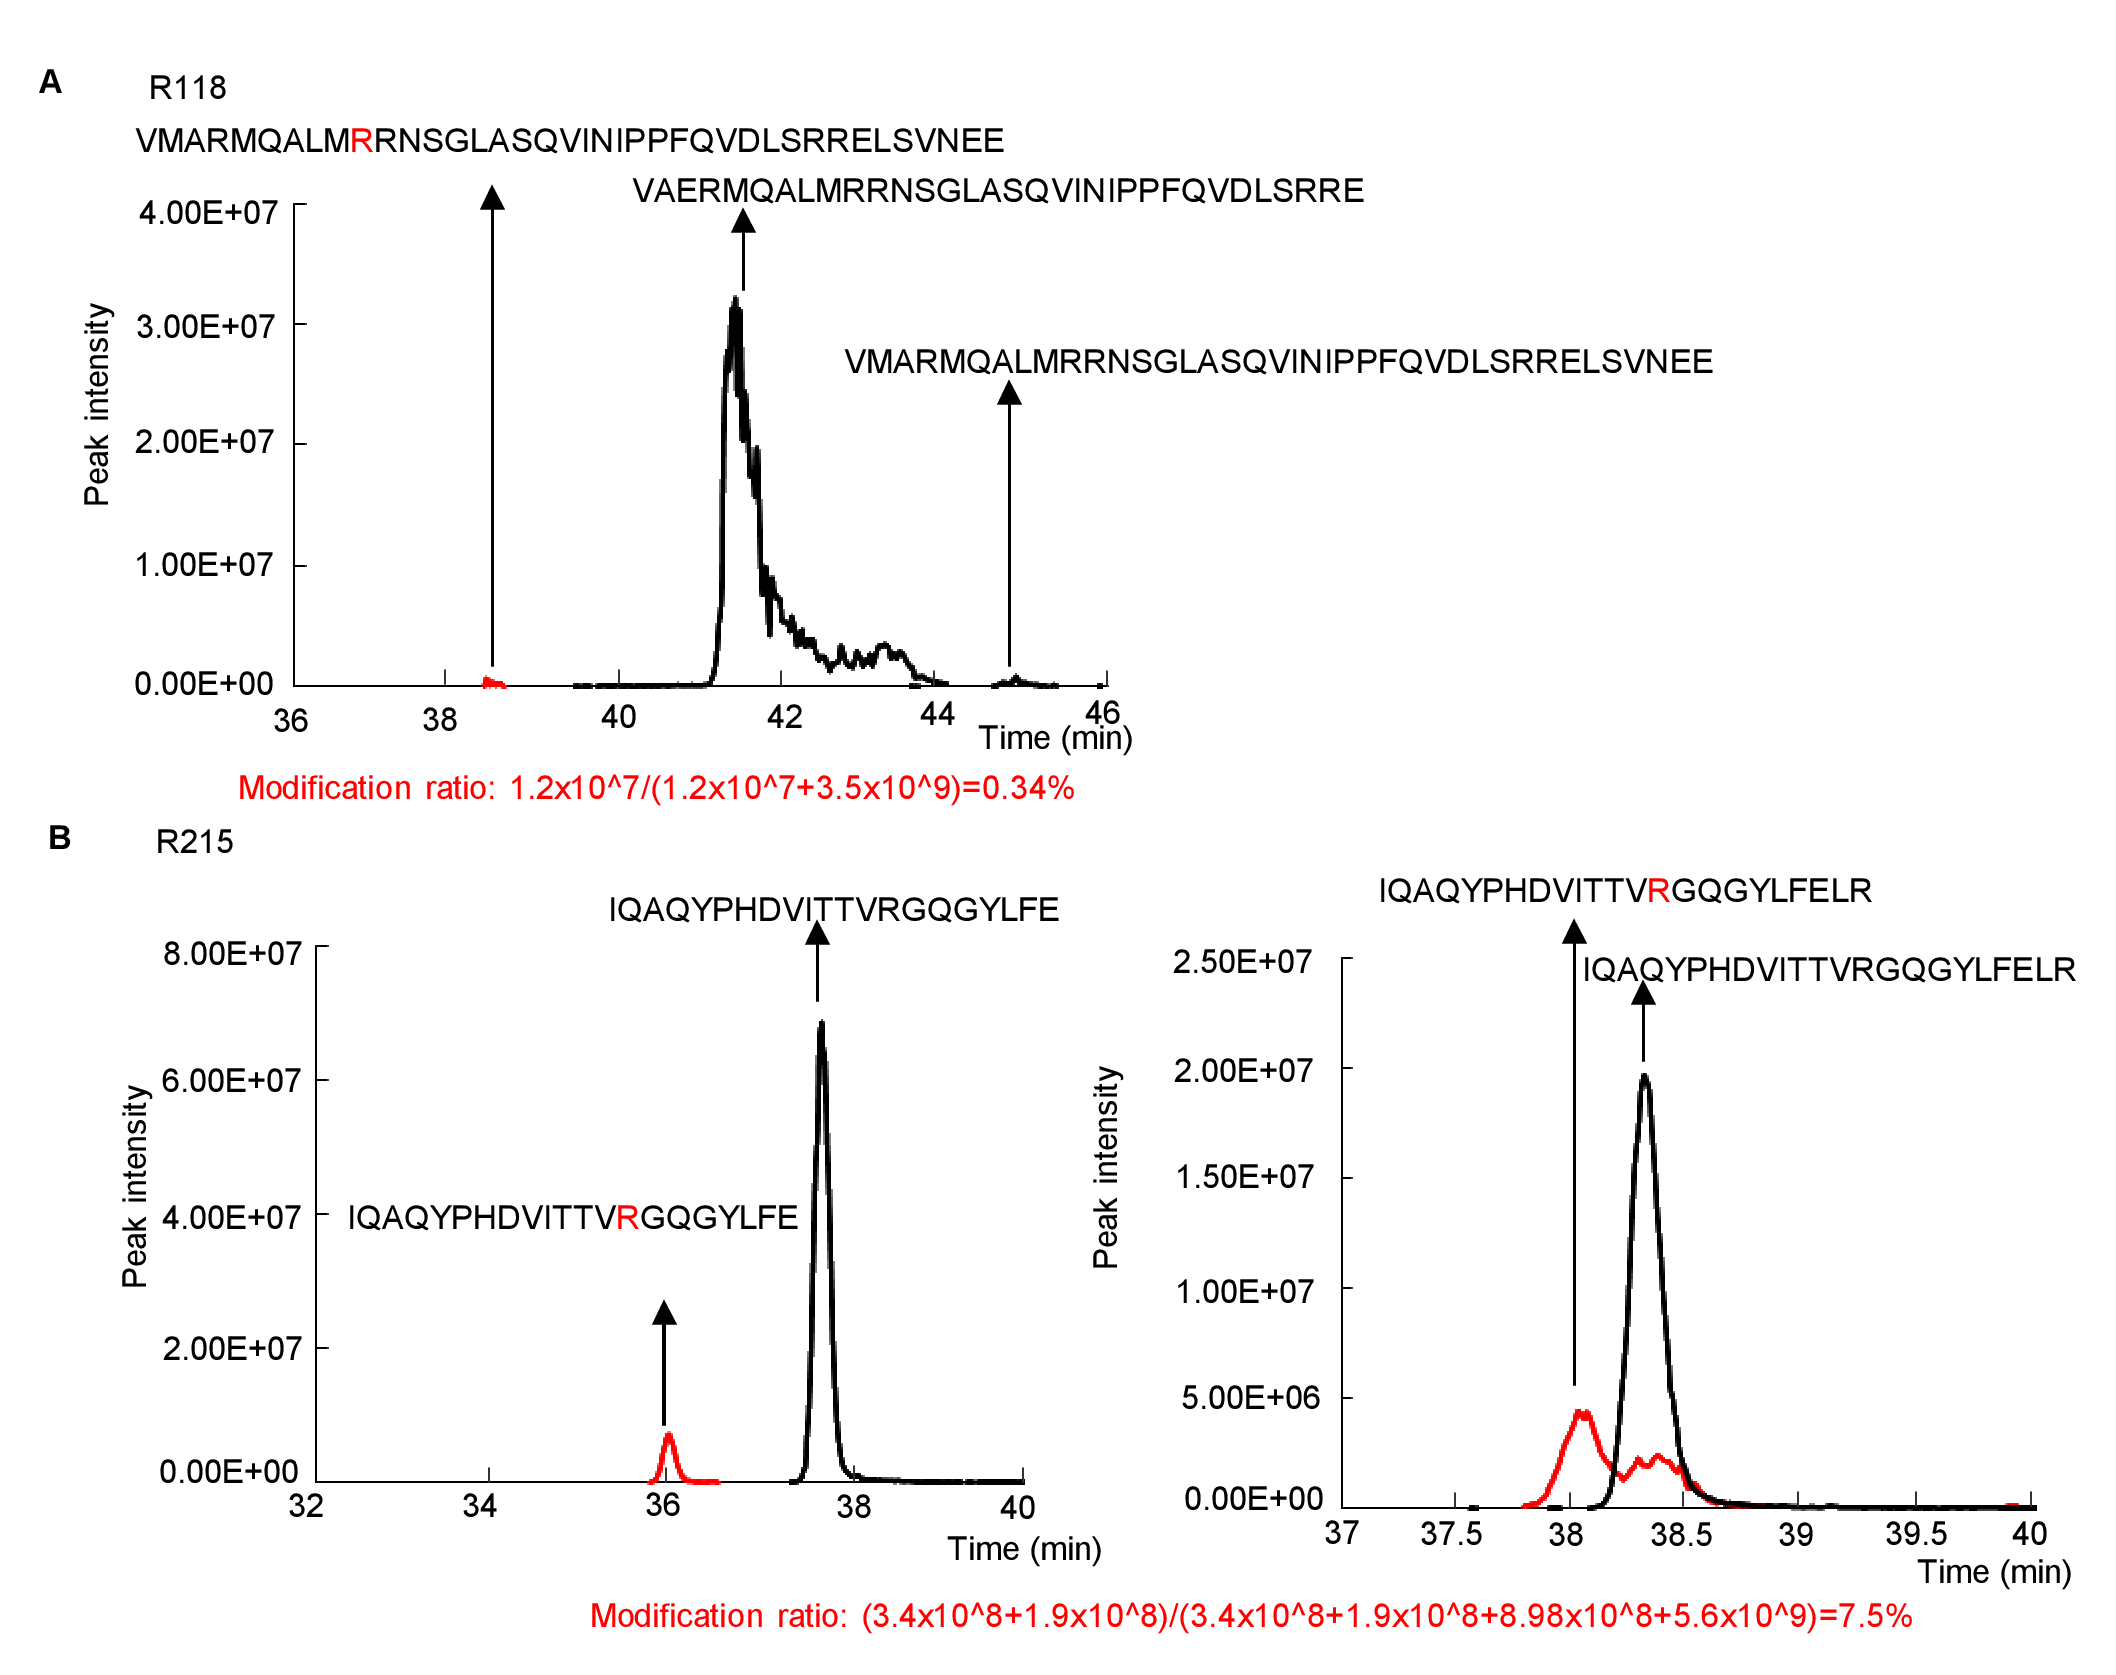 A
R118
VMARMQALMRRNSGLASQVINIPPFQVDLSRRELSVNEE
VAERMQALMRRNSGLASQVINIPPFQVDLSRRE
VMARMQALMRRNSGLASQVINIPPFQVDLSRRELSVNEE
Peak intensity
4.00E+07
3.00E+07
2.00E+07
1.00E+07
0.00E+00
36 38 40 42 44 46
Time (min)
Modification ratio: 1.2x10^7/(1.2x10^7+3.5x10^9)=0.34%
B
R215
IQAQYPHDVITTVRGQGYLFE
IQAQYPHDVITTVRGQGYLFE
Peak intensity
8.00E+07
6.00E+07
4.00E+07
2.00E+07
0.00E+00
32 34 36 38 40
Time (min)
IQAQYPHDVITTVRGQGYLFELR
IQAQYPHDVITTVRGQGYLFELR
Peak intensity
2.50E+07
2.00E+07
1.50E+07
1.00E+07
5.00E+06
0.00E+00
37 37.5 38 38.5 39 39.5 40
Time (min)
Modification ratio: (3.4x10^8+1.9x10^8)/(3.4x10^8+1.9x10^8+8.98x10^8+5.6x10^9)=7.5%